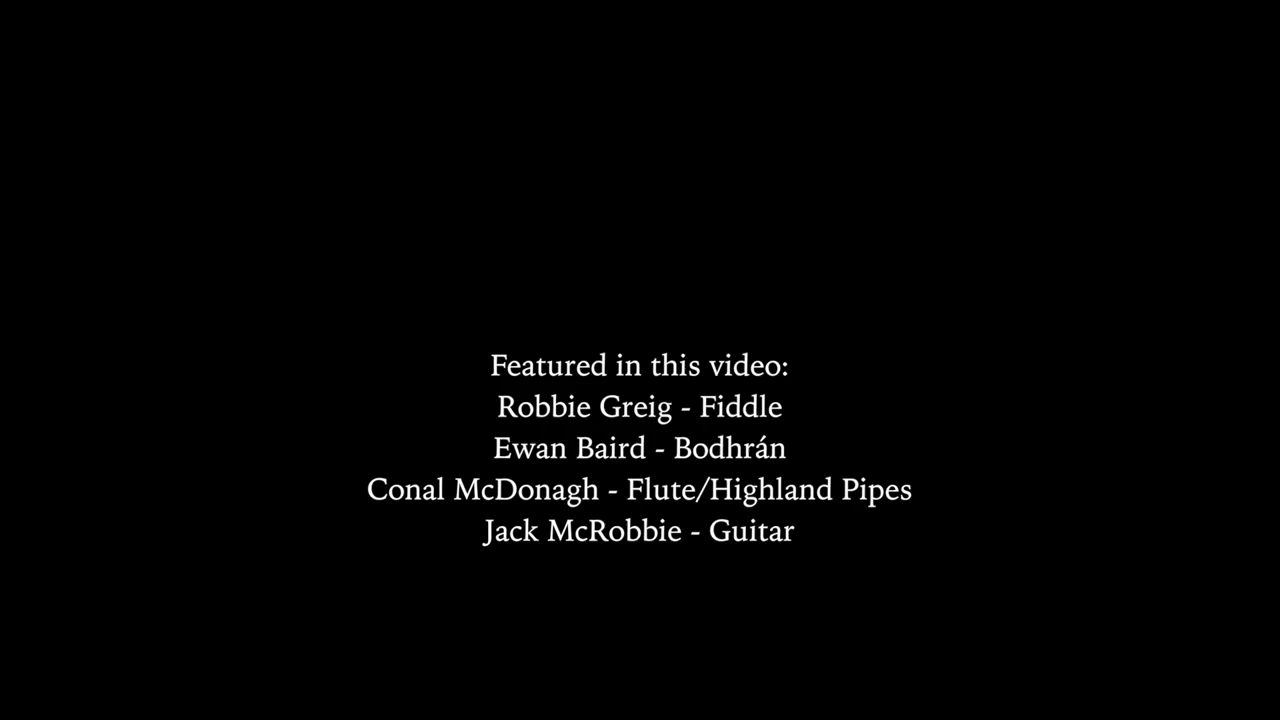 Featured in this video:
Robbie Greig - Fiddle
Ewan Baird - Bodhrán
Conal McDonagh - Flute/Highland Pipes
Jack McRobbie - Guitar